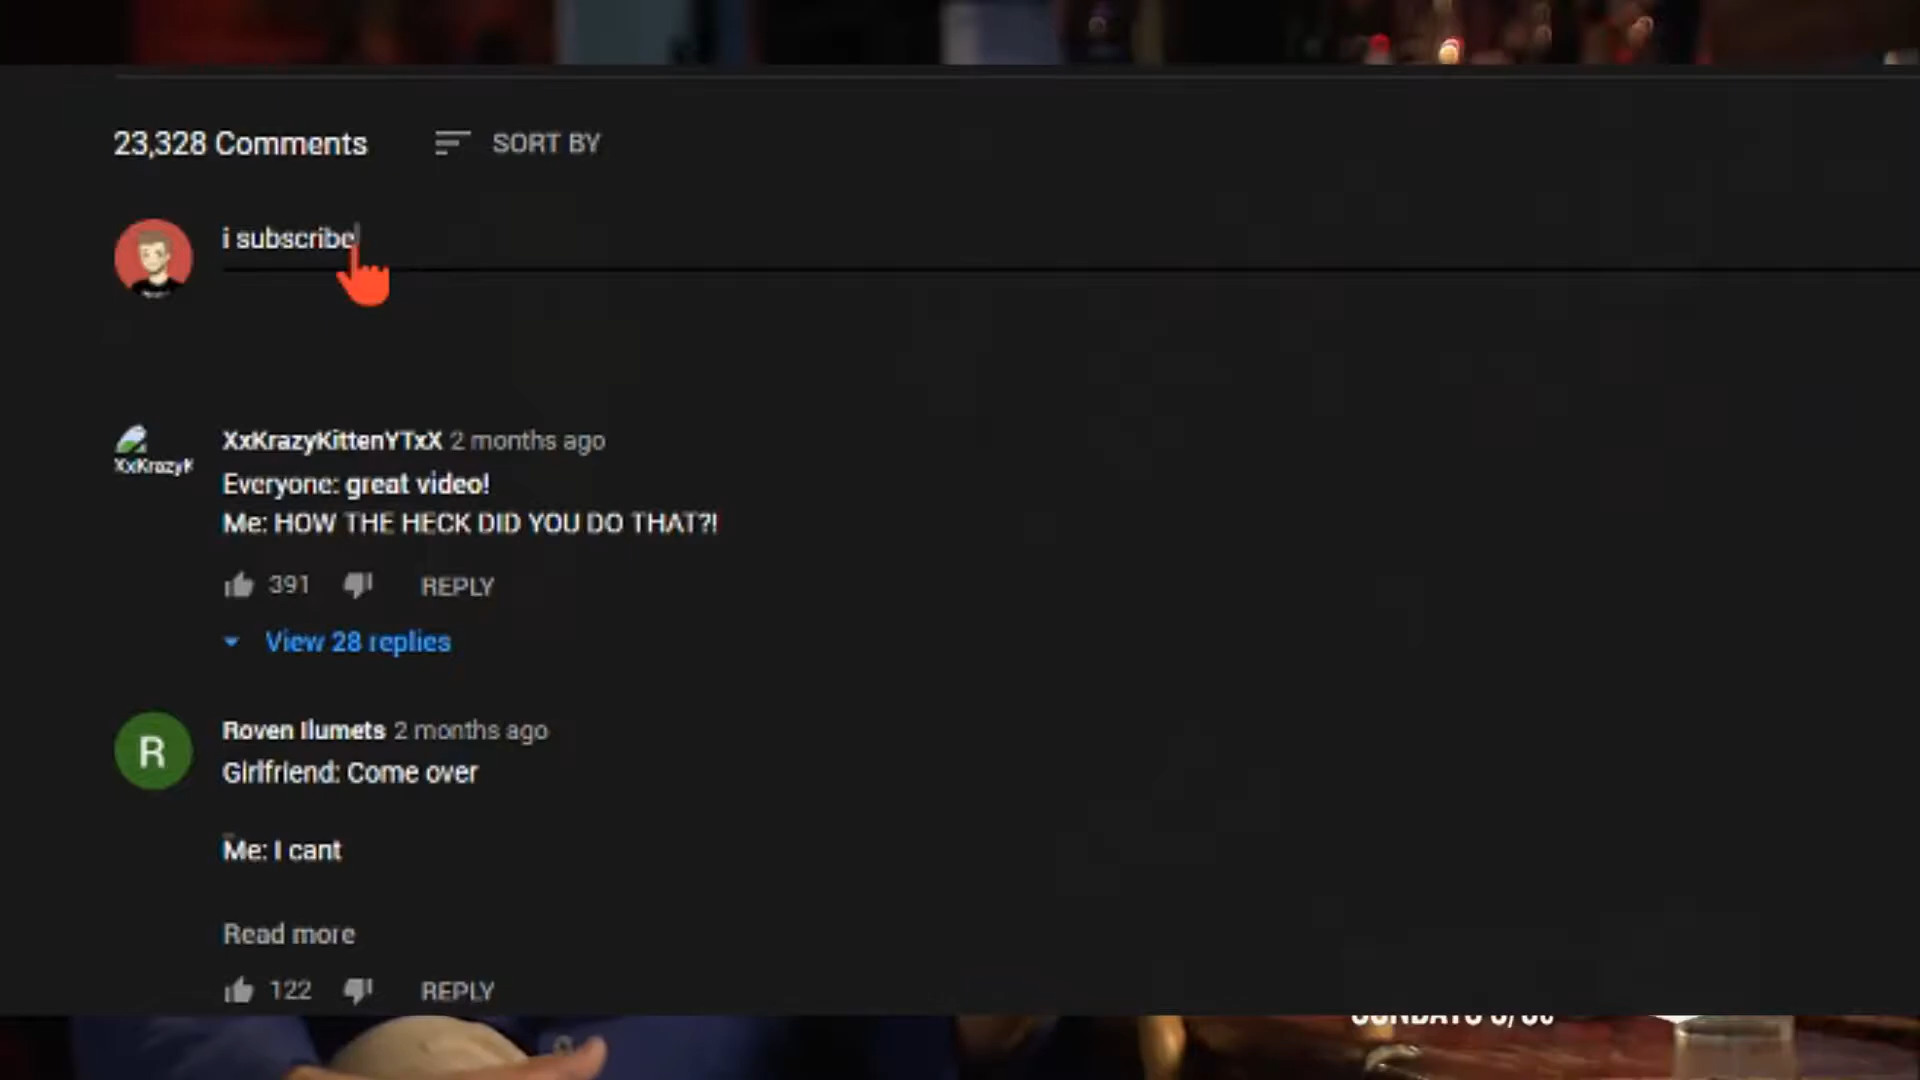 23,328 Comments
SORT BY
i subscribe
XxKrazyKittenYTxX 2 months ago
XxKrazyK
Everyone: great video!
Me: HOW THE HECK DID YOU DO THAT?!
391
REPLY
View 28 replies
R
Roven Ilumets 2 months ago
Girlfriend: Come over
Me: I cant
Read more
122
REPLY